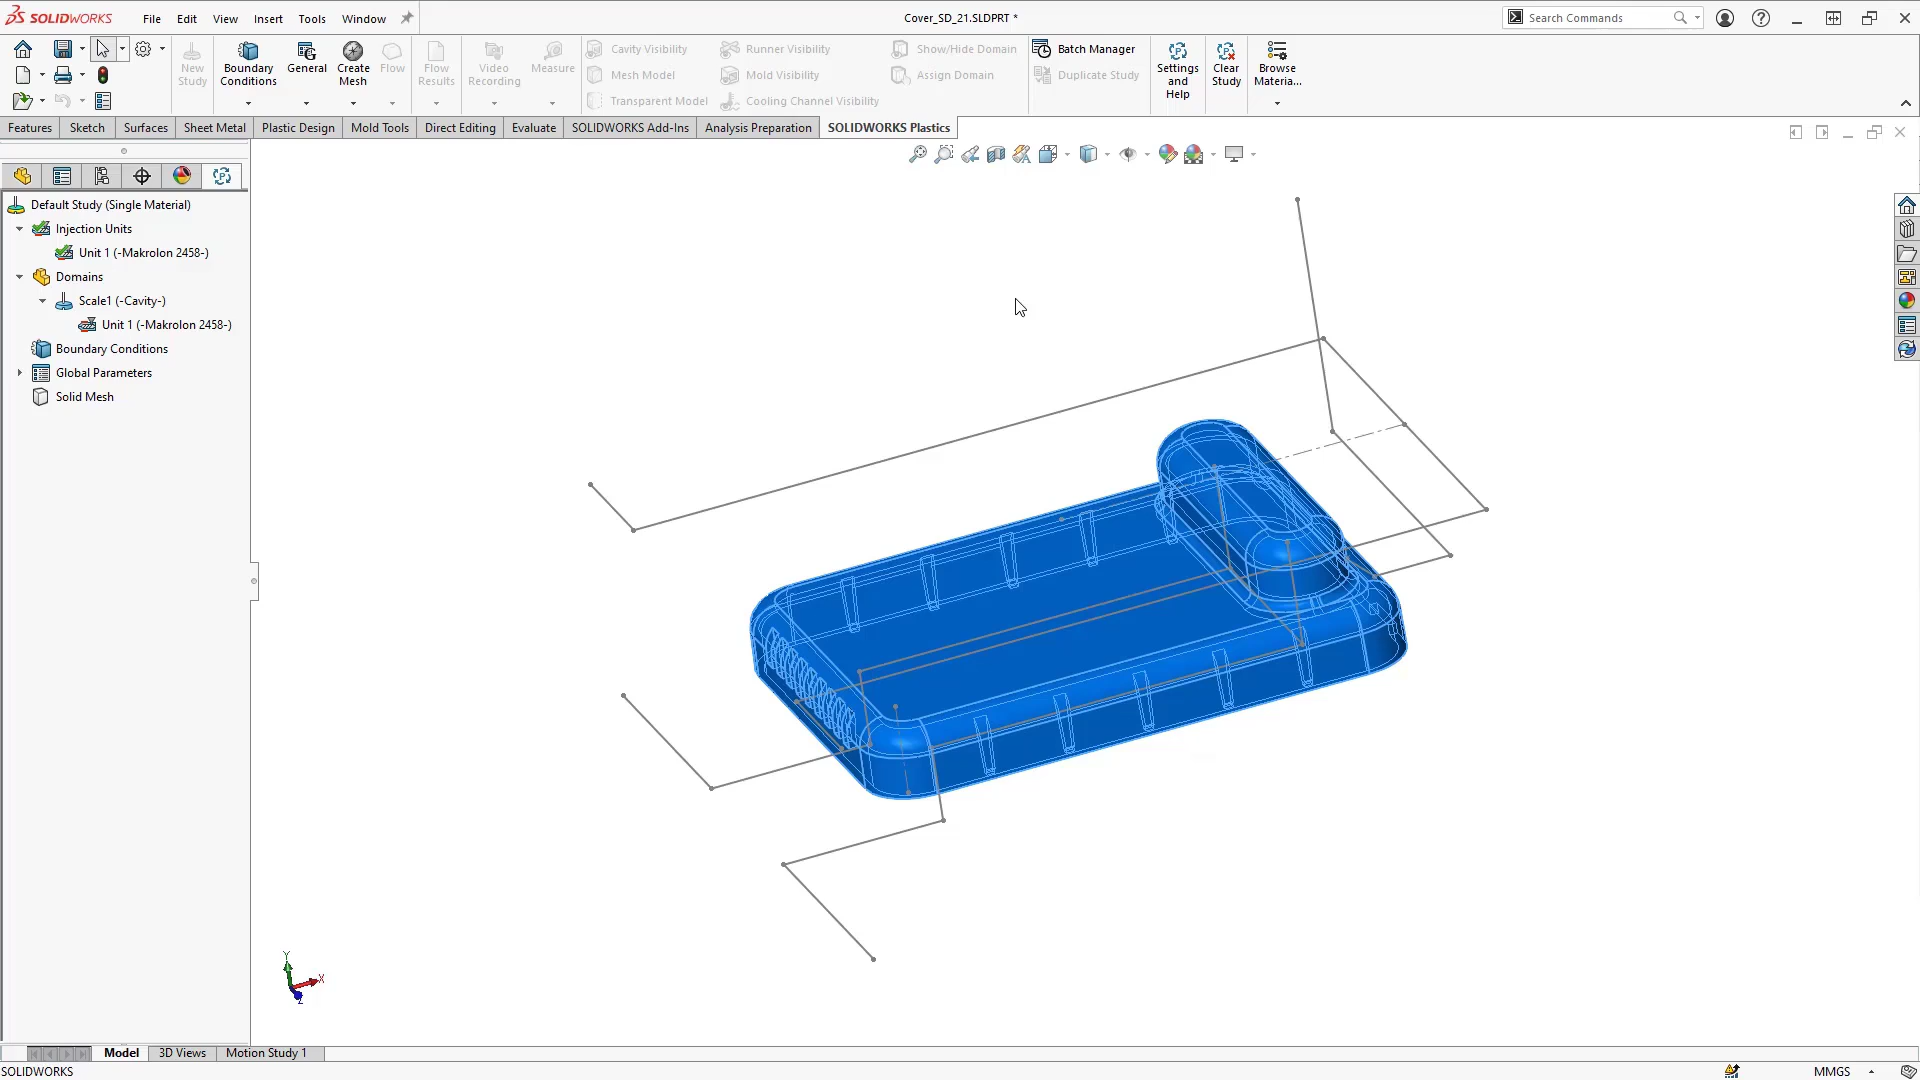 SOLIDWORKS
File Edit View Insert Tools Window
Cover_SD_21.SLDPRT *
Search Commands
New Study
Boundary Conditions
General
Create Mesh
Flow
Flow Results
Video Recording
Measure
Cavity Visibility
Mesh Model
Transparent Model
Runner Visibility
Mold Visibility
Cooling Channel Visibility
Show/Hide Domain
Assign Domain
Batch Manager
Duplicate Study
Settings and Help
Clear Study
Browse Materia...
Features Sketch Surfaces Sheet Metal Plastic Design Mold Tools Direct Editing Evaluate SOLIDWORKS Add-Ins Analysis Preparation SOLIDWORKS Plastics
Default Study (Single Material)
Injection Units
Unit 1 (-Makrolon 2458-)
Domains
Scale1 (-Cavity-)
Unit 1 (-Makrolon 2458-)
Boundary Conditions
Global Parameters
Solid Mesh
Y
X
Z
Model 3D Views Motion Study 1
SOLIDWORKS
MMGS